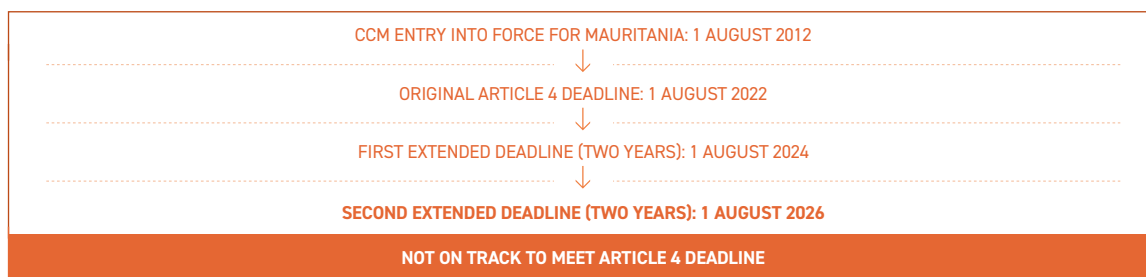 CCM ENTRY INTO FORCE FOR MAURITANIA: 1 AUGUST 2012
ORIGINAL ARTICLE 4 DEADLINE: 1 AUGUST 2022
FIRST EXTENDED DEADLINE (TWO YEARS): 1 AUGUST 2024
SECOND EXTENDED DEADLINE (TWO YEARS): 1 AUGUST 2026
NOT ON TRACK TO MEET ARTICLE 4 DEADLINE